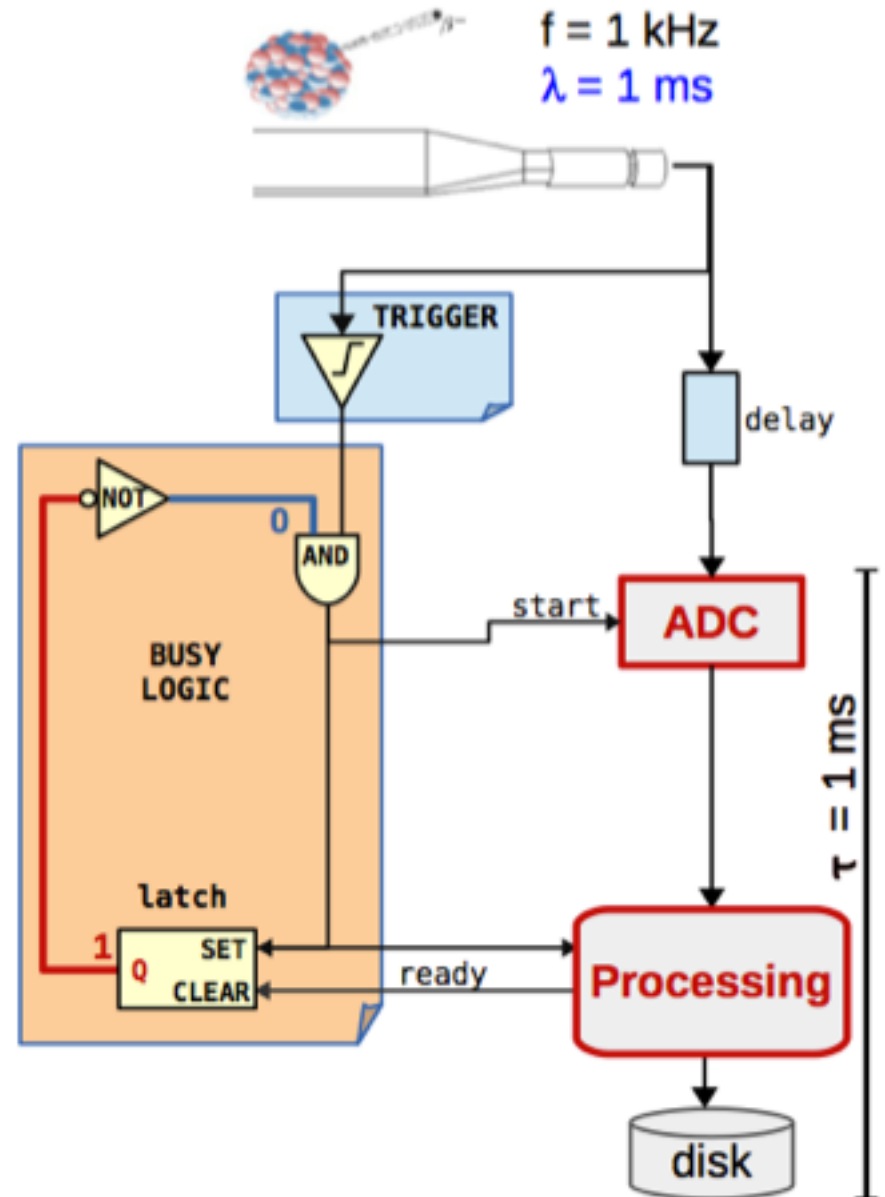 β-
f = 1 kHz
λ = 1 ms
TRIGGER
delay
NOT
0
AND
start
ADC
BUSY
LOGIC
τ = 1 ms
latch
1
Q
SET
CLEAR
ready
Processing
disk